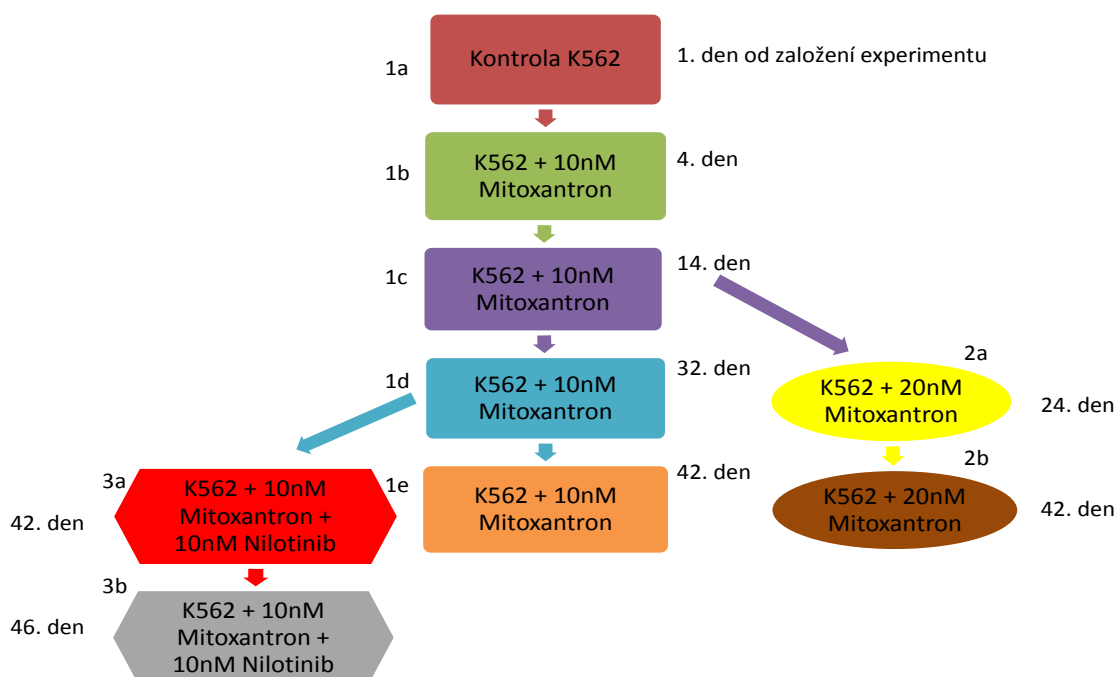 1a
Kontrola K562
1. den od založení experimentu
1b
K562 + 10nM
Mitoxantron
4. den
1c
K562 + 10nM
Mitoxantron
14. den
1d
K562 + 10nM
Mitoxantron
32. den
2a
K562 + 20nM
Mitoxantron
24. den
3a
K562 + 10nM
Mitoxantron +
10nM Nilotinib
42. den
1e
K562 + 10nM
Mitoxantron
42. den
2b
K562 + 20nM
Mitoxantron
42. den
3b
K562 + 10nM
Mitoxantron +
10nM Nilotinib
46. den